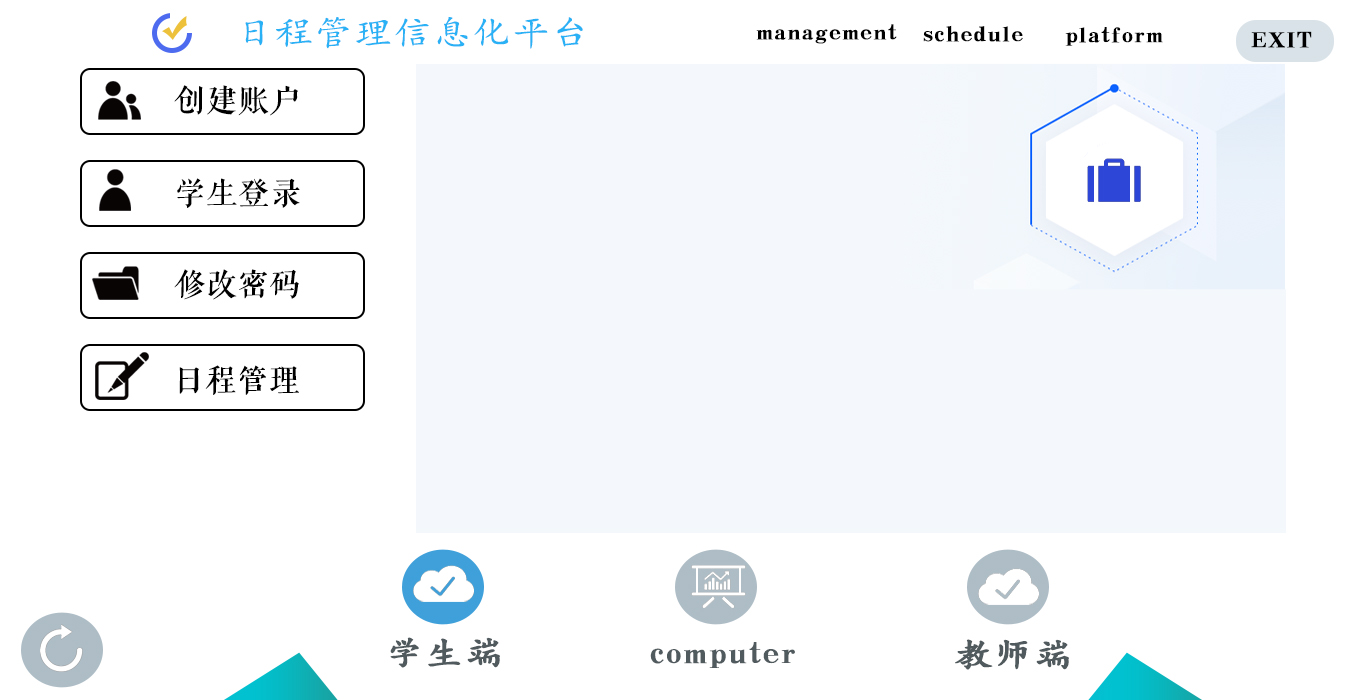 日程管理信息化平台
management
schedule
platform
EXIT
创建账户
学生登录
修改密码
日程管理
学生端
computer
教师端